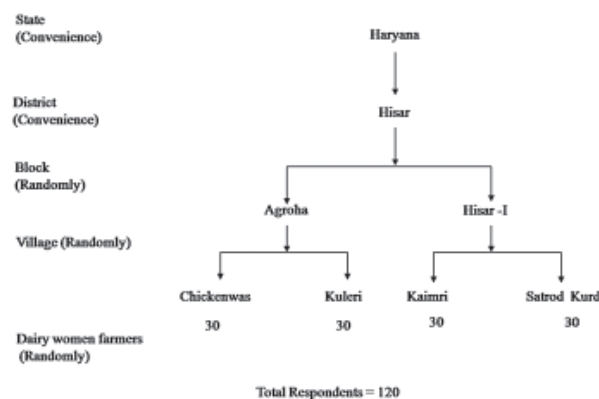 State
(Convenience)
Haryana
District
(Convenience)
Hisar
Block
(Randomly)
Agroha
Hisar -I
Village (Randomly)
Chickenwas
Kuleri
Kaimri
Satrod Kurd
30
30
30
30
Dairy women farmers
(Randomly)
Total Respondents = 120